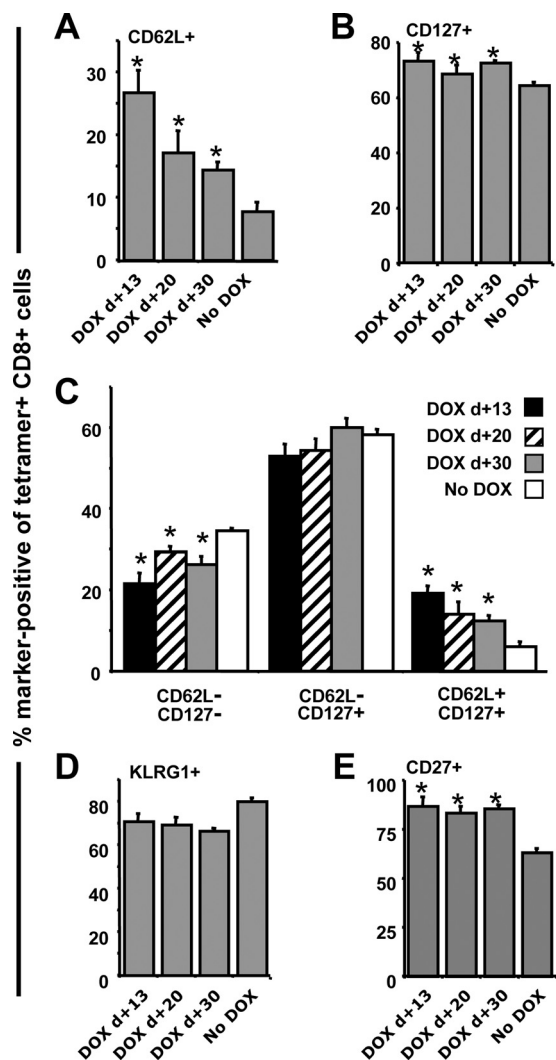 % marker-positive of tetramer+ CD8+ cells
A
CD62L+
30
20
10
0
*
*
*
DOX d+13
DOX d+20
DOX d+30
No DOX
B
CD127+
80
60
40
20
0
*
*
*
DOX d+13
DOX d+20
DOX d+30
No DOX
C
60
40
20
0
DOX d+13
DOX d+20
DOX d+30
No DOX
*
*
*
*
*
*
CD62L-
CD127-
CD62L-
CD127+
CD62L+
CD127+
D
KLRG1+
80
60
40
20
0
DOX d+13
DOX d+20
DOX d+30
No DOX
E
CD27+
100
75
50
25
0
*
*
*
DOX d+13
DOX d+20
DOX d+30
No DOX